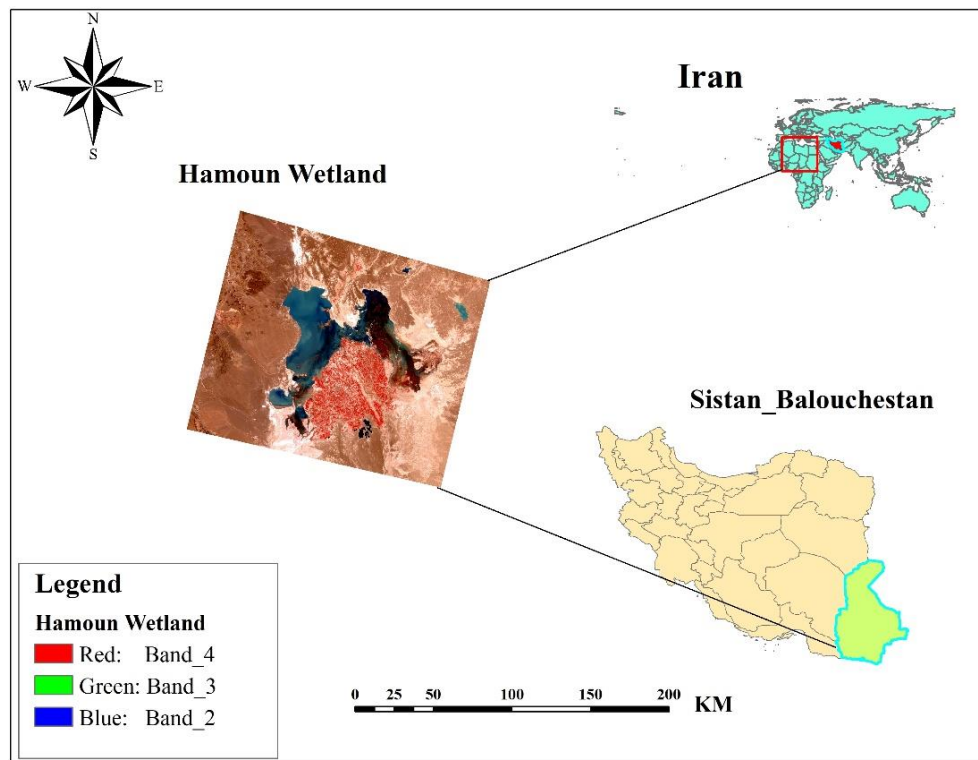 N
W E
S
Iran
Hamoun Wetland
Sistan_Balouchestan
Legend
Hamoun Wetland
Red: Band_4
Green: Band_3
Blue: Band_2
0 25 50 100 150 200
KM